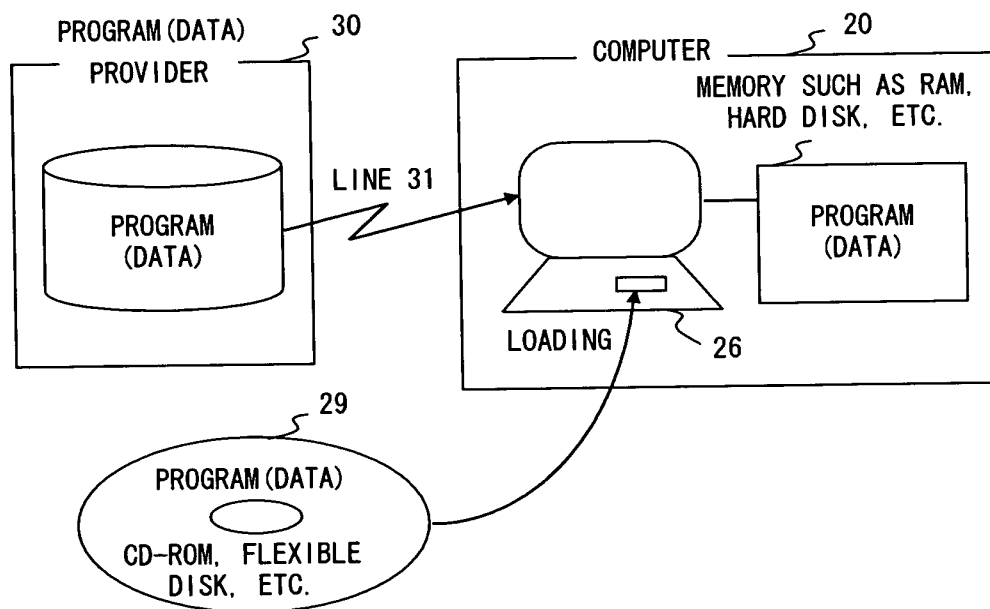 PROGRAM(DATA)
PROVIDER
30
PROGRAM
(DATA)
LINE 31
COMPUTER
20
MEMORY SUCH AS RAM,
HARD DISK, ETC.
PROGRAM
(DATA)
LOADING
26
29
PROGRAM(DATA)
CD-ROM, FLEXIBLE
DISK, ETC.